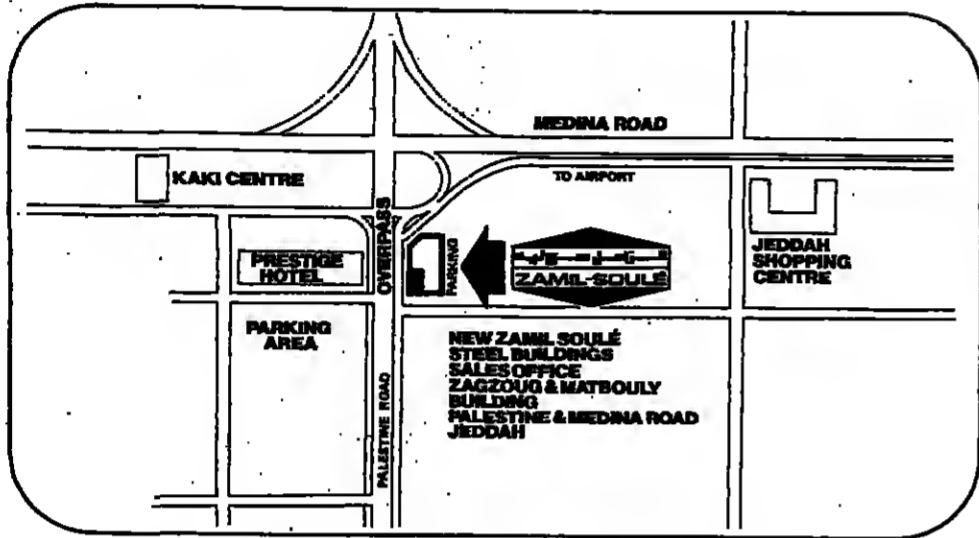 MEDINA ROAD
KAKI CENTRE
TO AIRPORT
OVERPASS
PRESTIGE
HOTEL
PARKING
ZAMIL-SOULÉ
JEDDAH
SHOPPING
CENTRE
PARKING
AREA
PALESTINE ROAD
NEW ZAMIL SOULÉ
STEEL BUILDINGS
SALES OFFICE
ZAGZOUG & MATBOULY
BUILDING
PALESTINE & MEDINA ROAD
JEDDAH